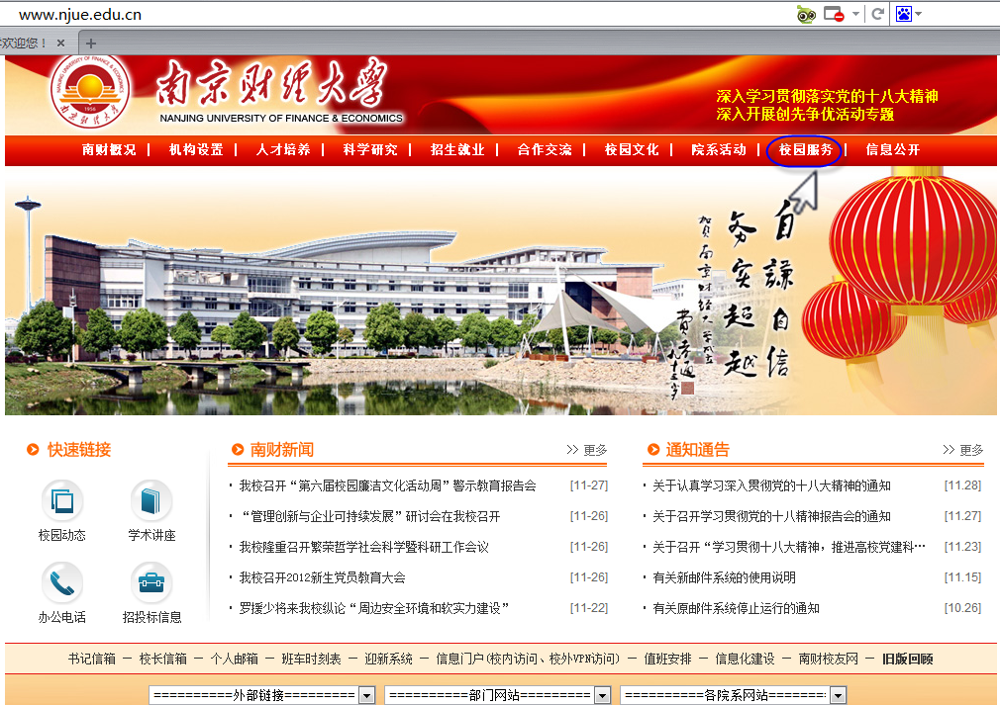 www.njue.edu.cn
欢迎您！ × +
南京财经大学
NANJING UNIVERSITY OF FINANCE & ECONOMICS
深入学习贯彻落实党的十八大精神
深入开展创先争优活动专题
南财概况 | 机构设置 | 人才培养 | 科学研究 | 招生就业 | 合作交流 | 校园文化 | 院系活动 | 校园服务 | 信息公开
自謙 自信
务实 超越
贺南京财经大学成立
费孝通
九十三岁
快速链接
校园动态 学术讲座
办公电话 招投标信息
南财新闻 >> 更多
· 我校召开“第六届校园廉洁文化活动周”警示教育报告会 [11-27]
· “管理创新与企业可持续发展”研讨会在我校召开 [11-26]
· 我校隆重召开繁荣哲学社会科学暨科研工作会议 [11-26]
· 我校召开2012新生党员教育大会 [11-26]
· 罗援少将来我校纵论“周边安全环境和软实力建设” [11-22]
通知通告 >> 更多
· 关于认真学习深入贯彻党的十八大精神的通知 [11.28]
· 关于召开学习贯彻党的十八精神报告会的通知 [11.27]
· 关于召开“学习贯彻十八大精神，推进高校党建科… [11.23]
· 有关新邮件系统的使用说明 [11.15]
· 有关原邮件系统停止运行的通知 [10.26]
书记信箱 － 校长信箱 － 个人邮箱 － 班车时刻表 － 迎新系统 － 信息门户(校内访问、校外VPN访问) － 值班安排 － 信息化建设 － 南财校友网 － 旧版回顾
==========外部链接========= ==========部门网站========= ==========各院系网站=======